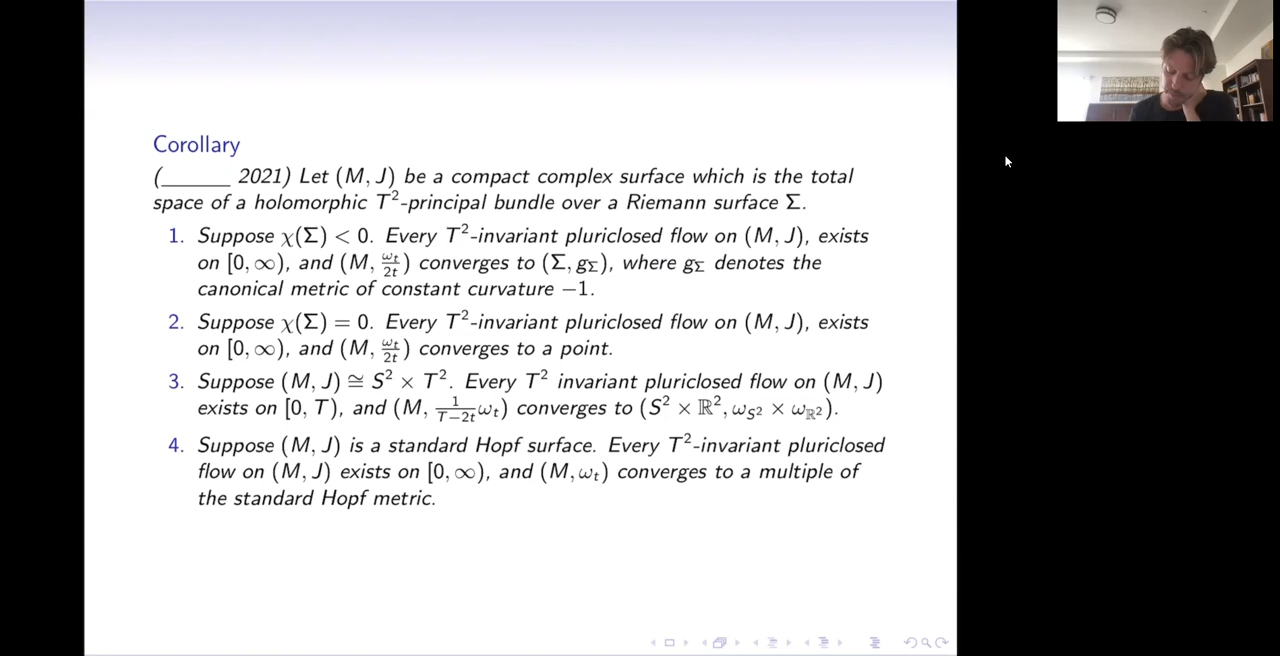 Corollary
(______ 2021) Let (M, J) be a compact complex surface which is the total
space of a holomorphic T²-principal bundle over a Riemann surface Σ.
1. Suppose χ(Σ) < 0. Every T²-invariant pluriclosed flow on (M, J), exists
on [0, ∞), and (M, ωₜ/2t) converges to (Σ, g_Σ), where g_Σ denotes the
canonical metric of constant curvature −1.
2. Suppose χ(Σ) = 0. Every T²-invariant pluriclosed flow on (M, J), exists
on [0, ∞), and (M, ωₜ/2t) converges to a point.
3. Suppose (M, J) ≅ S² × T². Every T² invariant pluriclosed flow on (M, J)
exists on [0, T), and (M, 1/(T−2t) ωₜ) converges to (S² × ℝ², ω_S² × ω_ℝ²).
4. Suppose (M, J) is a standard Hopf surface. Every T²-invariant pluriclosed
flow on (M, J) exists on [0, ∞), and (M, ωₜ) converges to a multiple of
the standard Hopf metric.